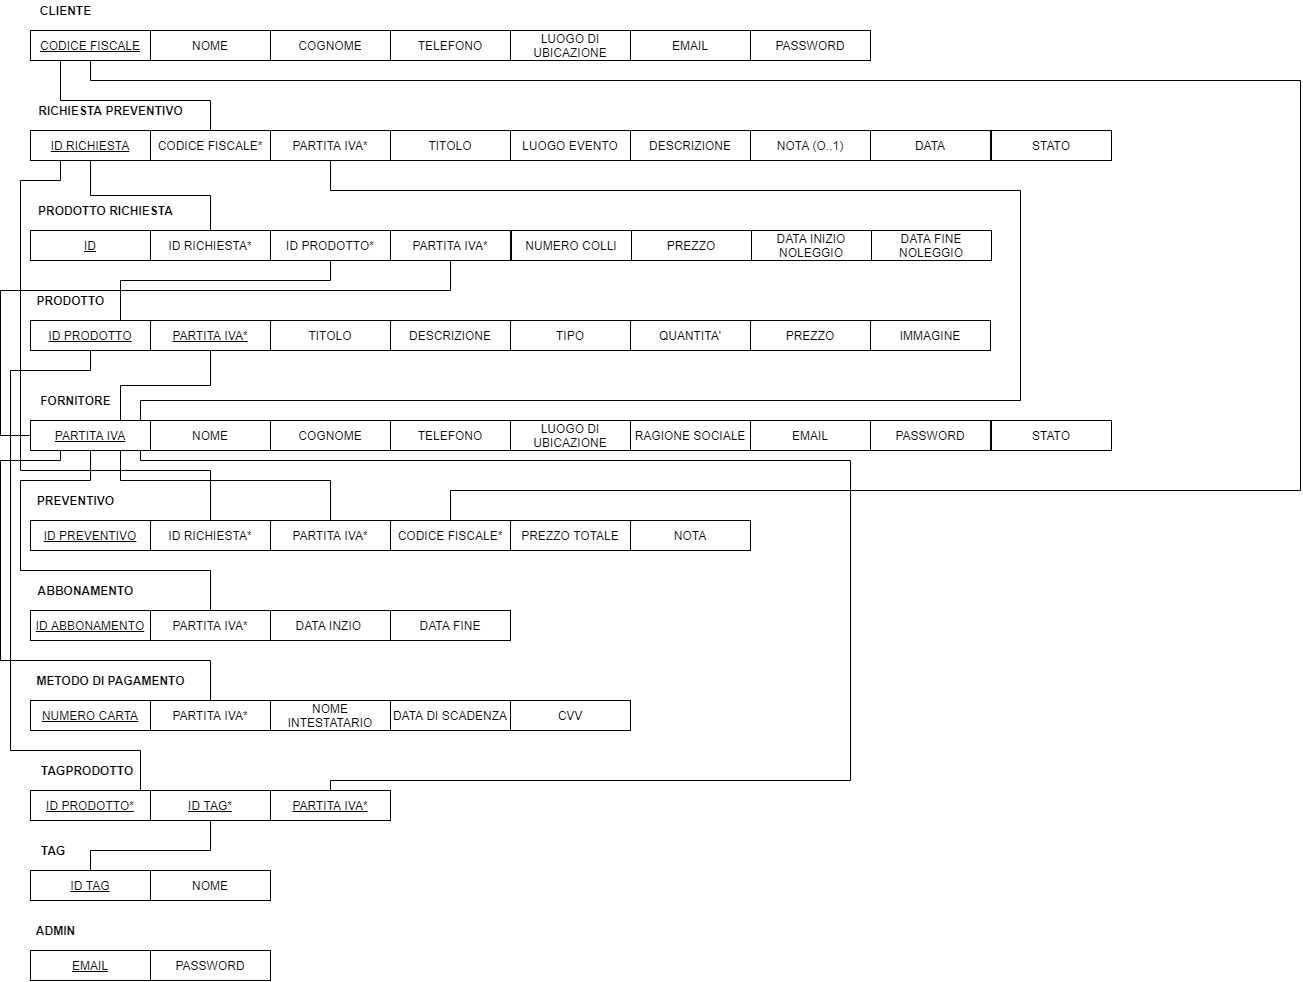 CLIENTE
CODICE FISCALE NOME COGNOME TELEFONO LUOGO DI UBICAZIONE EMAIL PASSWORD
RICHIESTA PREVENTIVO
ID RICHIESTA CODICE FISCALE* PARTITA IVA* TITOLO LUOGO EVENTO DESCRIZIONE NOTA (O..1) DATA STATO
PRODOTTO RICHIESTA
ID ID RICHIESTA* ID PRODOTTO* PARTITA IVA* NUMERO COLLI PREZZO DATA INIZIO NOLEGGIO DATA FINE NOLEGGIO
PRODOTTO
ID PRODOTTO PARTITA IVA* TITOLO DESCRIZIONE TIPO QUANTITA' PREZZO IMMAGINE
FORNITORE
PARTITA IVA NOME COGNOME TELEFONO LUOGO DI UBICAZIONE RAGIONE SOCIALE EMAIL PASSWORD STATO
PREVENTIVO
ID PREVENTIVO ID RICHIESTA* PARTITA IVA* CODICE FISCALE* PREZZO TOTALE NOTA
ABBONAMENTO
ID ABBONAMENTO PARTITA IVA* DATA INZIO DATA FINE
METODO DI PAGAMENTO
NUMERO CARTA PARTITA IVA* NOME INTESTATARIO DATA DI SCADENZA CVV
TAGPRODOTTO
ID PRODOTTO* ID TAG* PARTITA IVA*
TAG
ID TAG NOME
ADMIN
EMAIL PASSWORD